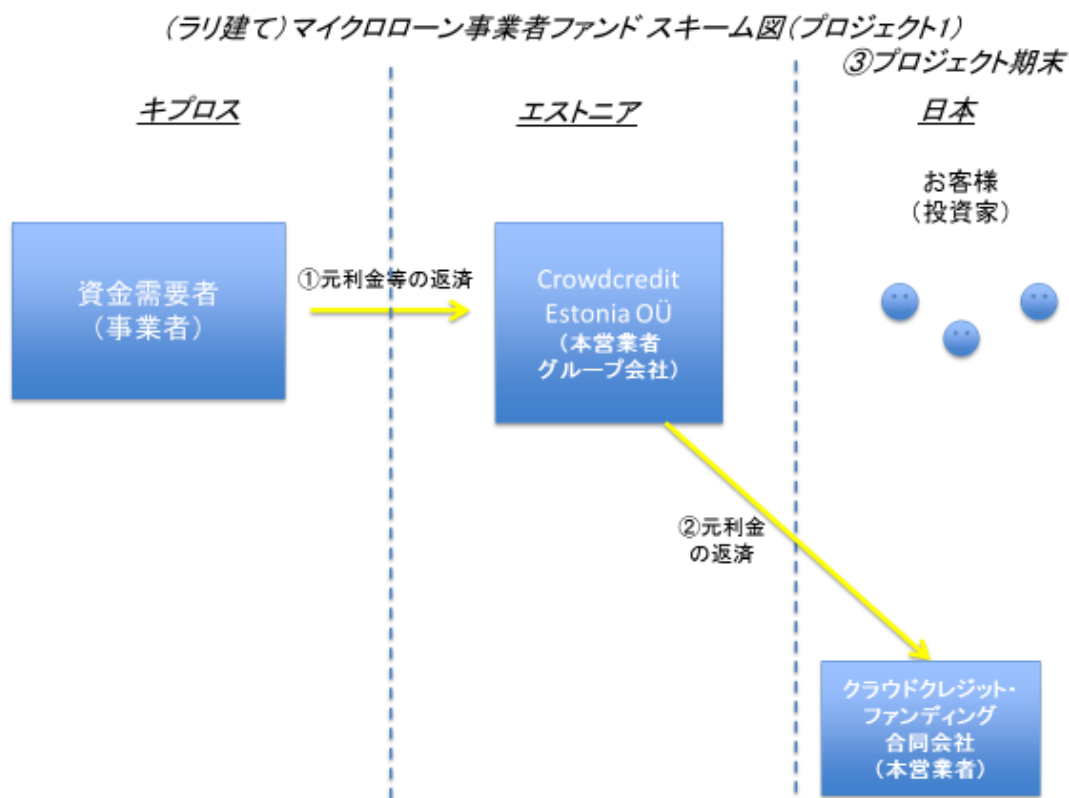 (ラリ建て)マイクロローン事業者ファンド スキーム図(プロジェクト1)
③プロジェクト期末
キプロス
エストニア
日本
お客様
(投資家)
資金需要者
(事業者)
①元利金等の返済
Crowdcredit
Estonia OÜ
(本営業者
グループ会社)
②元利金
の返済
クラウドクレジット・
ファンディング
合同会社
(本営業者)